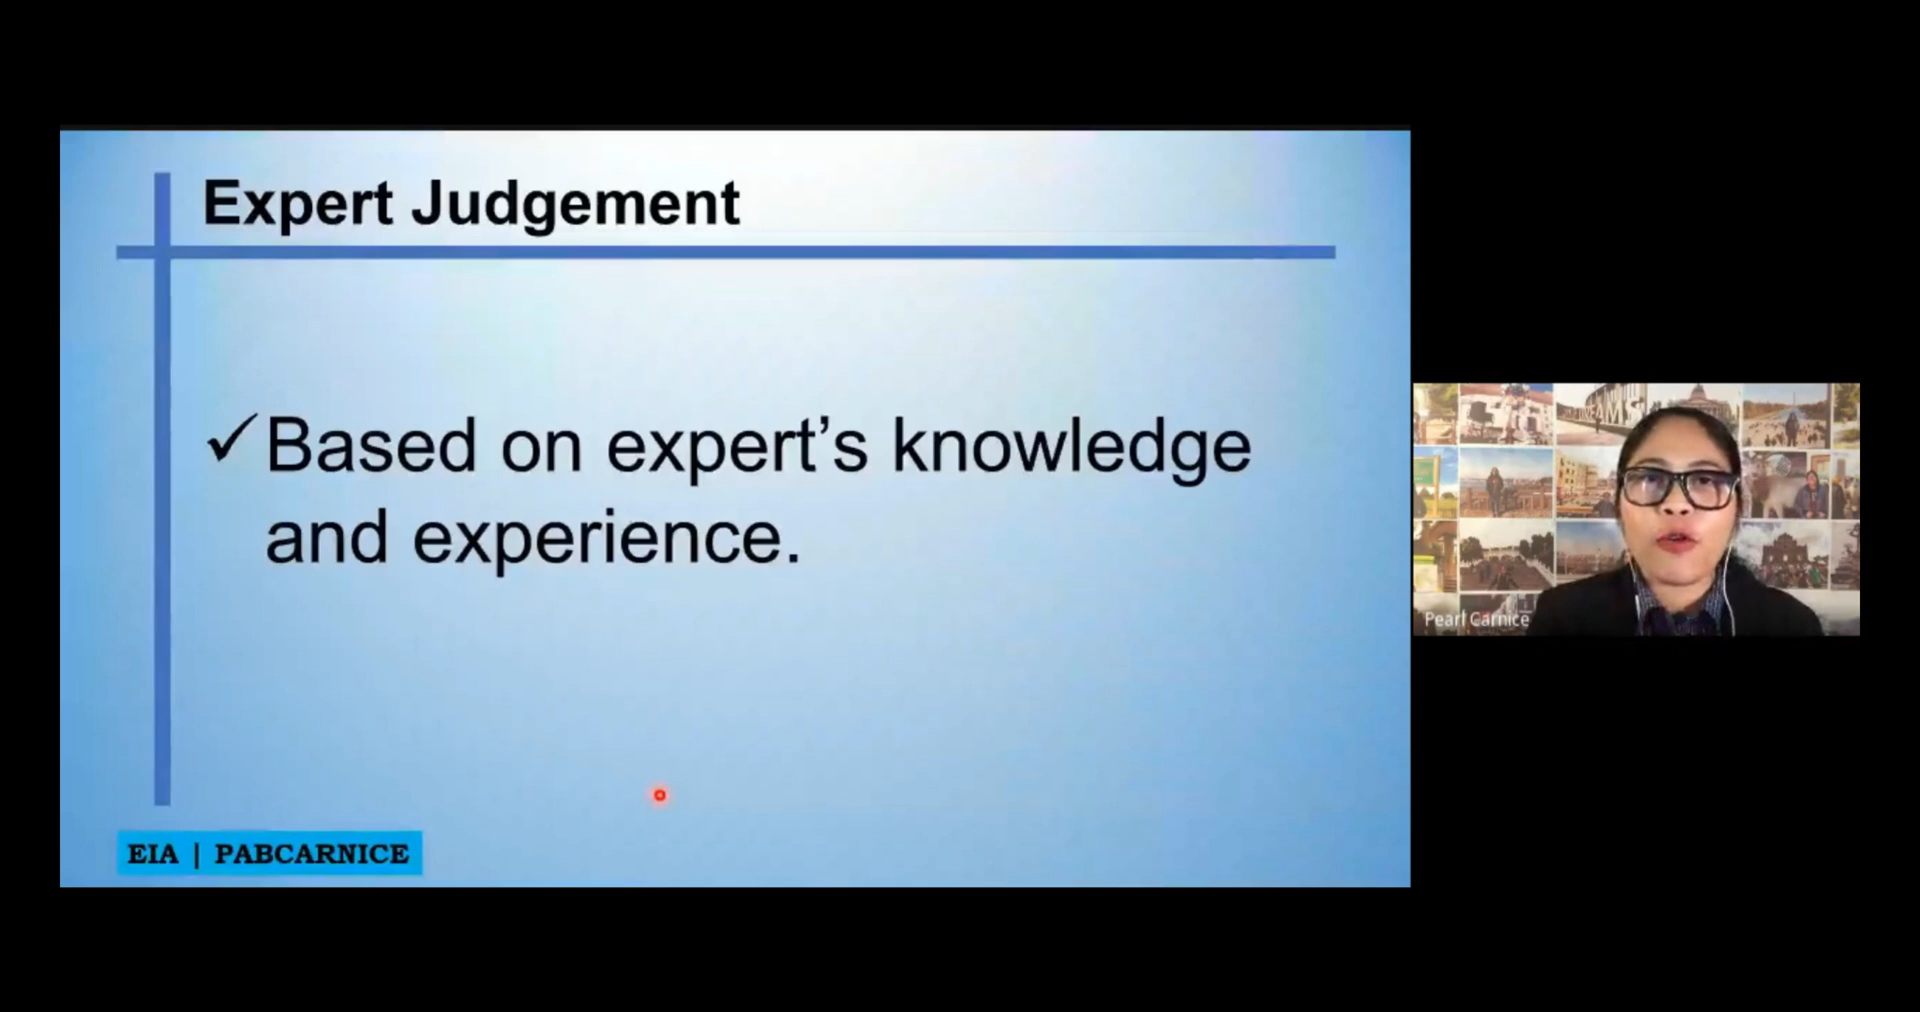 Expert Judgement
✓Based on expert’s knowledge
and experience.
EIA | PABCARNICE
Pearl Carnice